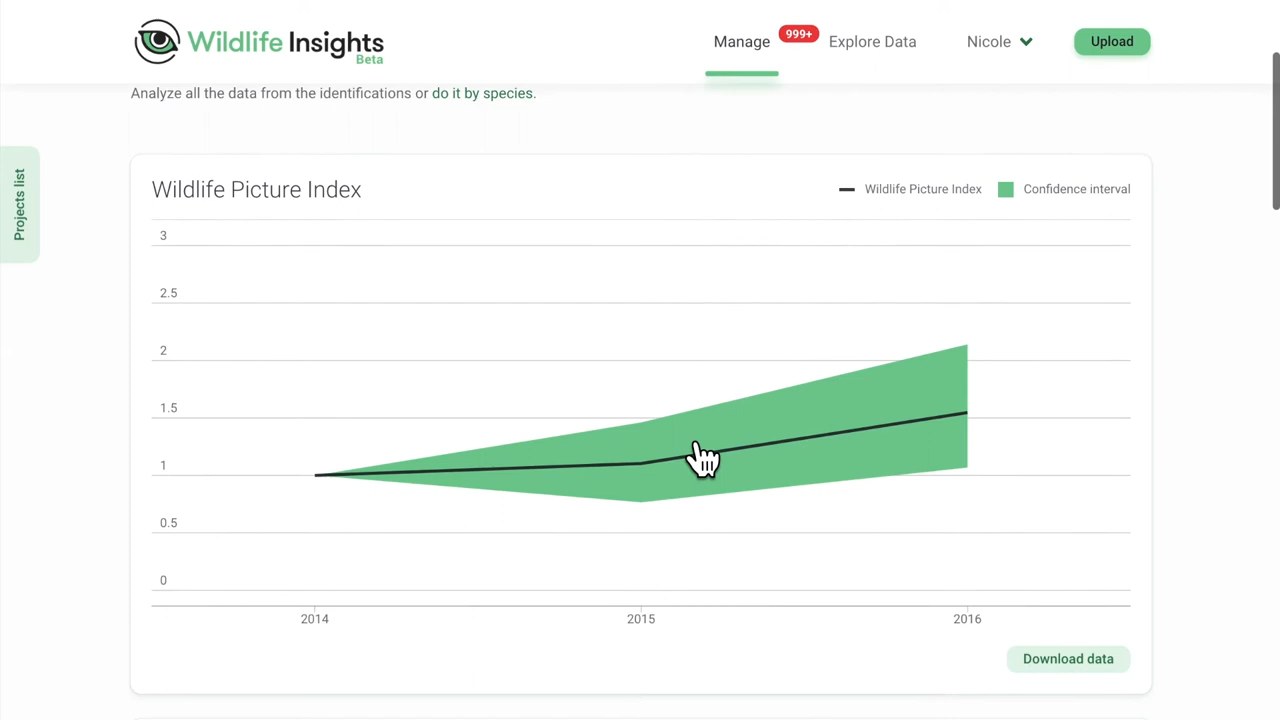 Wildlife Insights
Beta
Manage 999+ Explore Data Nicole Upload
Analyze all the data from the identifications or do it by species.
Projects list
Wildlife Picture Index
Wildlife Picture Index Confidence interval
3
2.5
2
1.5
1
0.5
0
2014 2015 2016
Download data